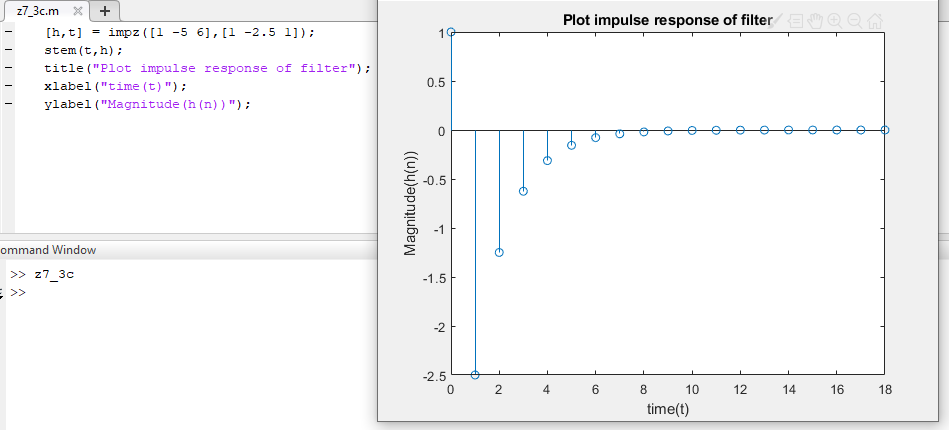 z7_3c.m
[h,t] = impz([1 -5 6],[1 -2.5 1]);
stem(t,h);
title("Plot impulse response of filter");
xlabel("time(t)");
ylabel("Magnitude(h(n))");
ommand Window
>> z7_3c
>>
Plot impulse response of filter
1
0.5
0
-0.5
-1
-1.5
-2
-2.5
Magnitude(h(n))
0 2 4 6 8 10 12 14 16 18
time(t)